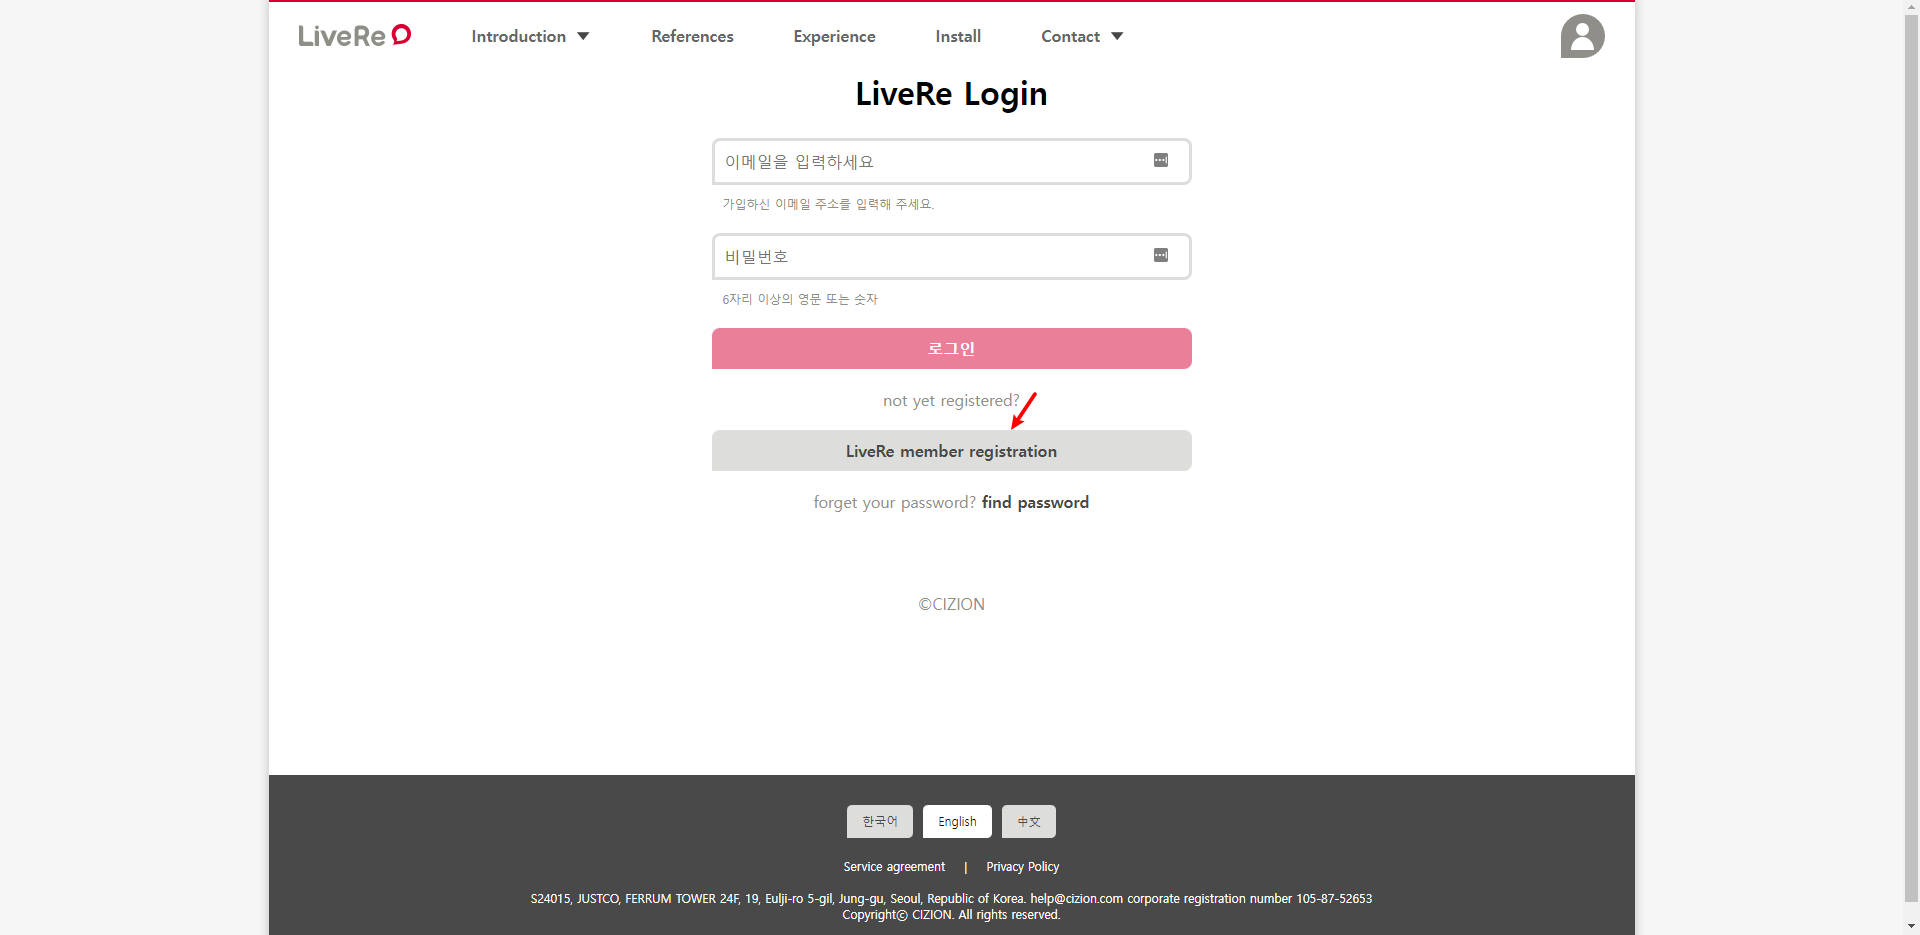 LiveRe
Introduction ▼ References Experience Install Contact ▼
LiveRe Login
이메일을 입력하세요
가입하신 이메일 주소를 입력해 주세요.
비밀번호
6자리 이상의 영문 또는 숫자
로그인
not yet registered?
LiveRe member registration
forget your password? find password
©CIZION
한국어 English 中文
Service agreement | Privacy Policy
S24015, JUSTCO, FERRUM TOWER 24F, 19, Eulji-ro 5-gil, Jung-gu, Seoul, Republic of Korea. help@cizion.com corporate registration number 105-87-52653
Copyrightⓒ CIZION. All rights reserved.